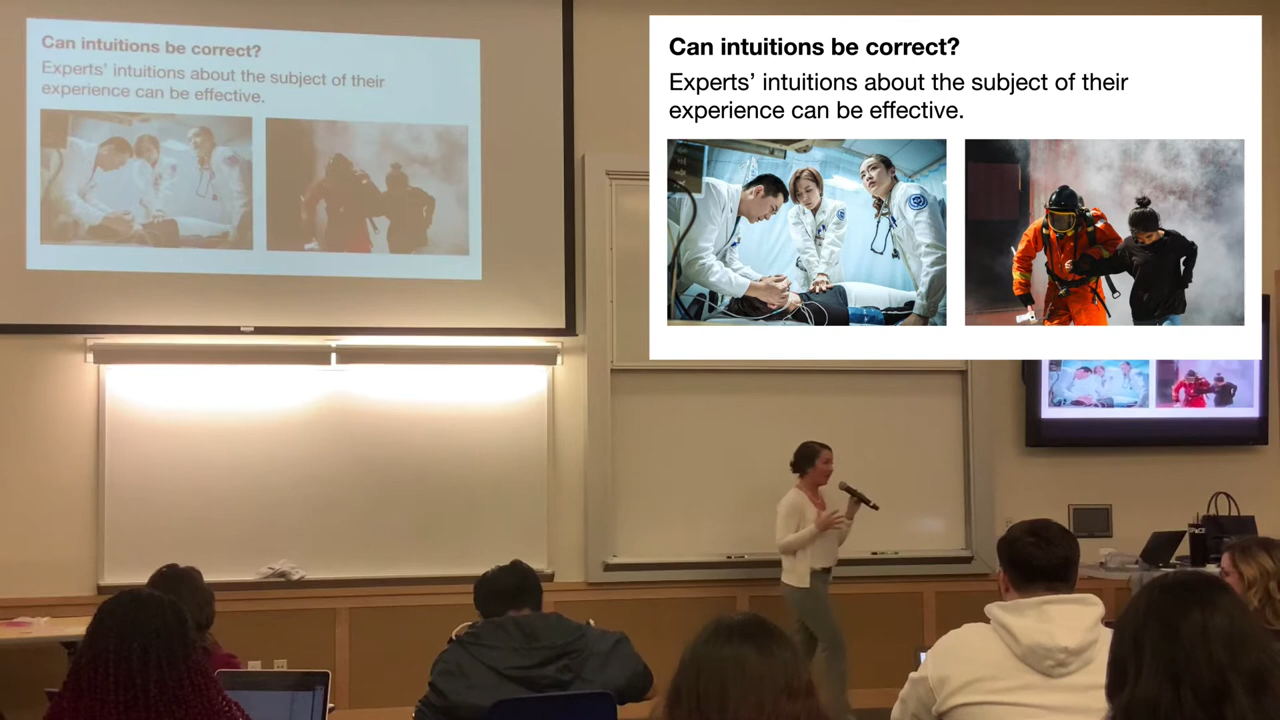 Can intuitions be correct?
Experts' intuitions about the subject of their
experience can be effective.
Can intuitions be correct?
Experts' intuitions about the subject of their
experience can be effective.